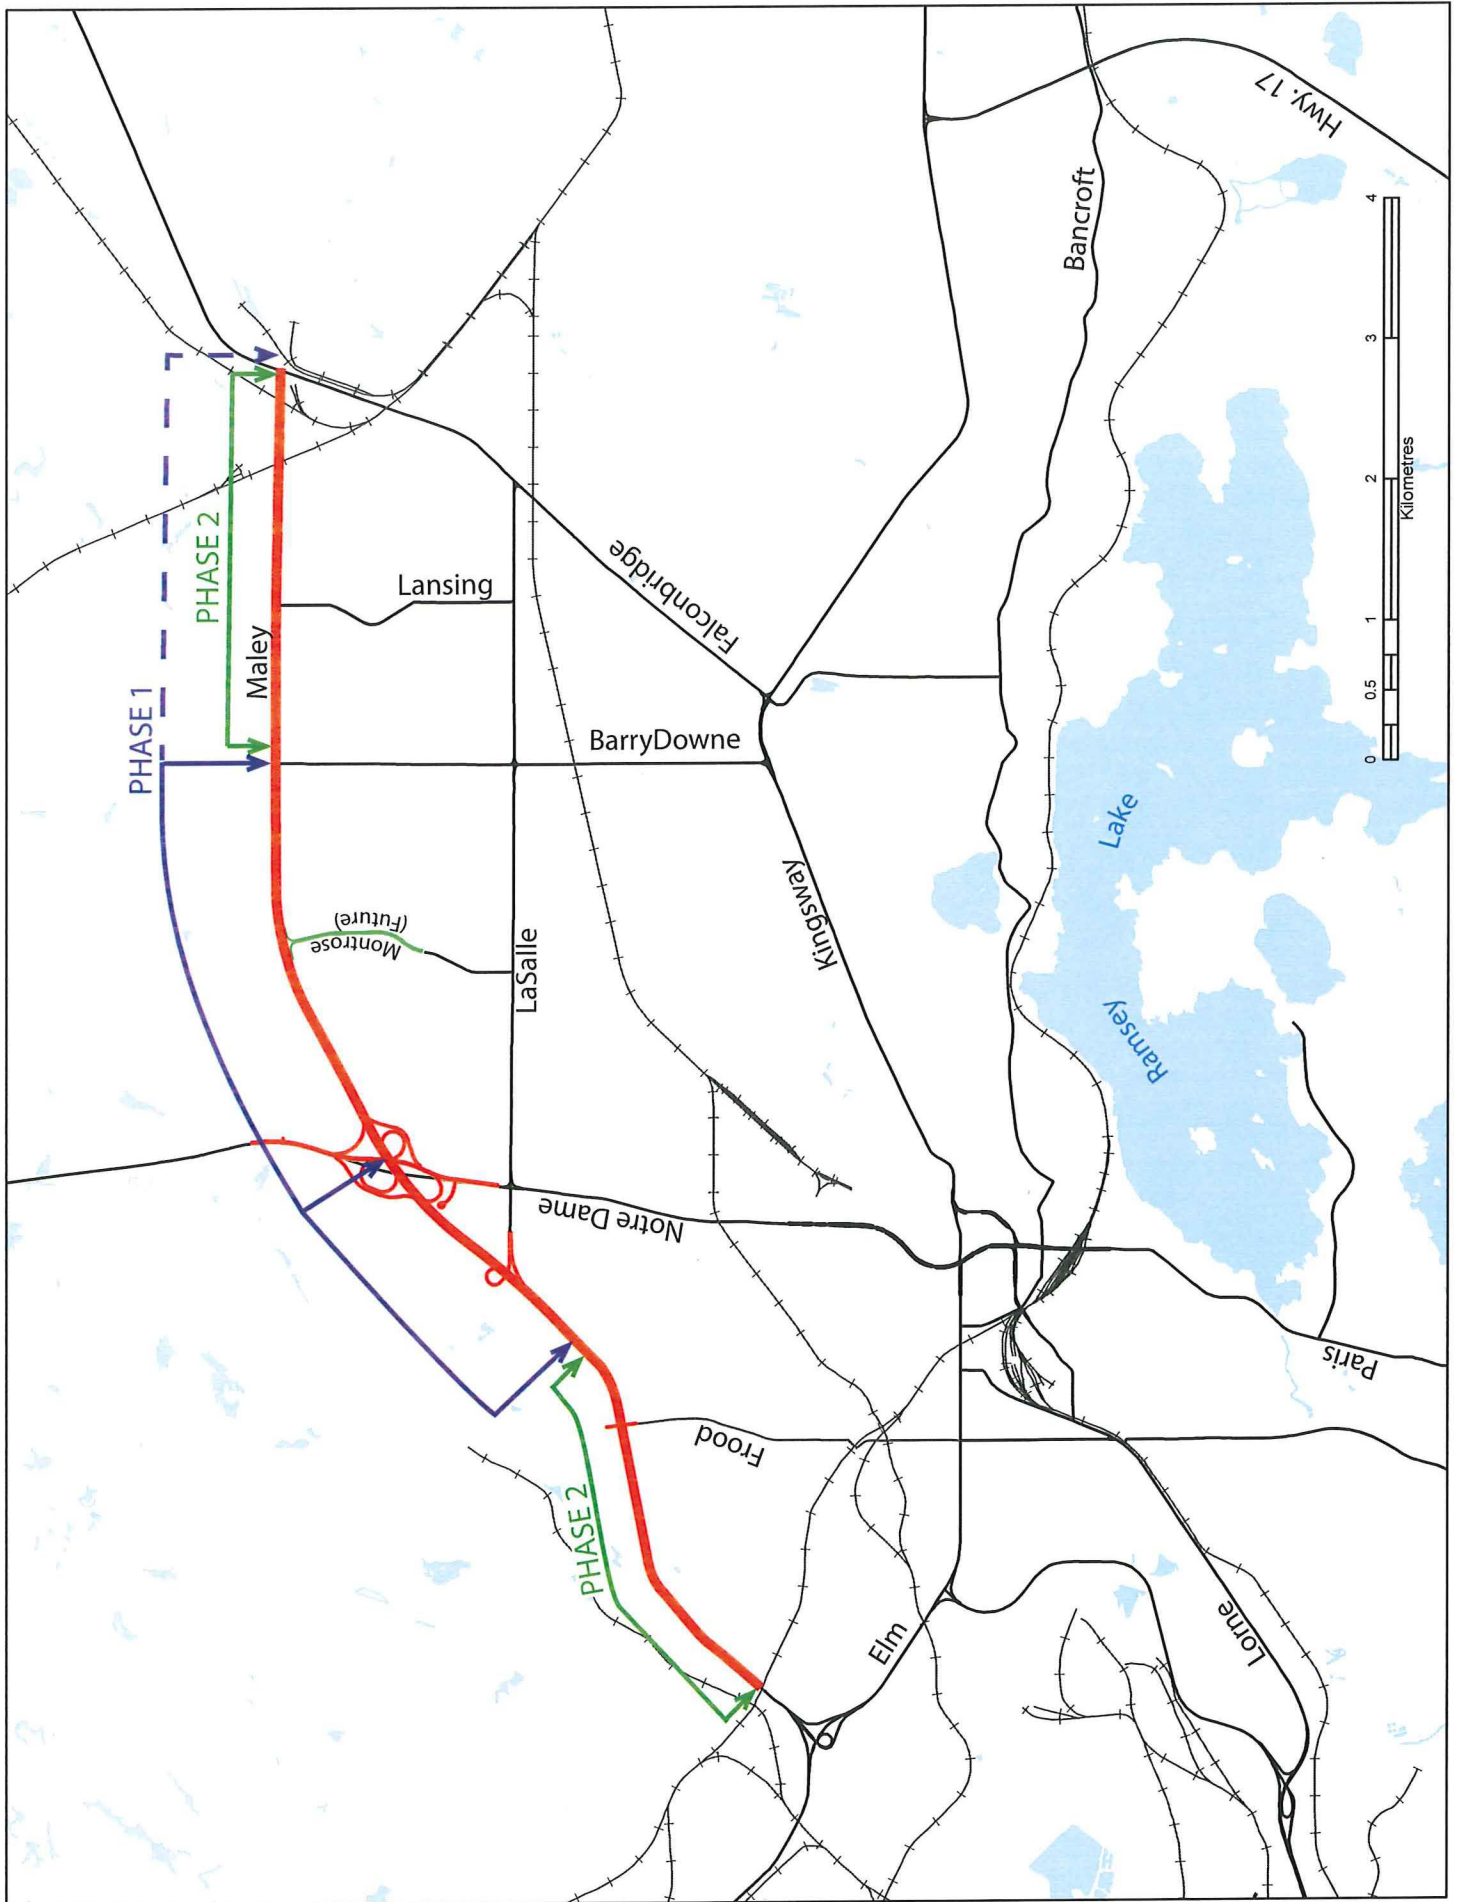 Hwy. 17
Bancroft
4
3
2
1
0.5
0
Kilometres
PHASE 2
Lansing
Falconbridge
Maley
PHASE 1
BarryDowne
Lake
Kingsway
Montrose
(Future)
LaSalle
Ramsey
Notre Dame
Paris
Frood
PHASE 2
Elm
Lorne